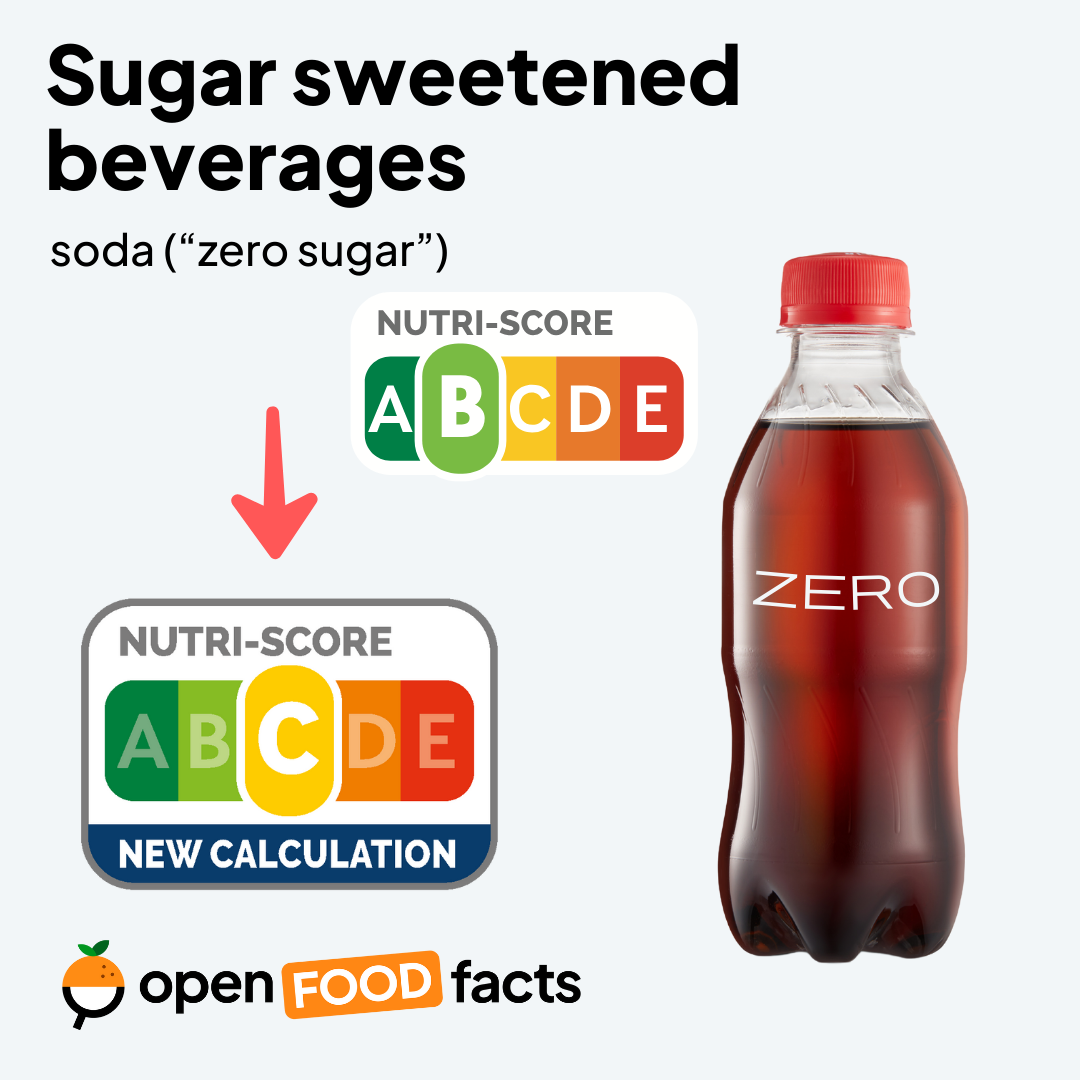 Sugar sweetened
beverages
soda (“zero sugar”)
NUTRI-SCORE
A B C D E
ZERO
NUTRI-SCORE
A B C D E
NEW CALCULATION
open FOOD facts